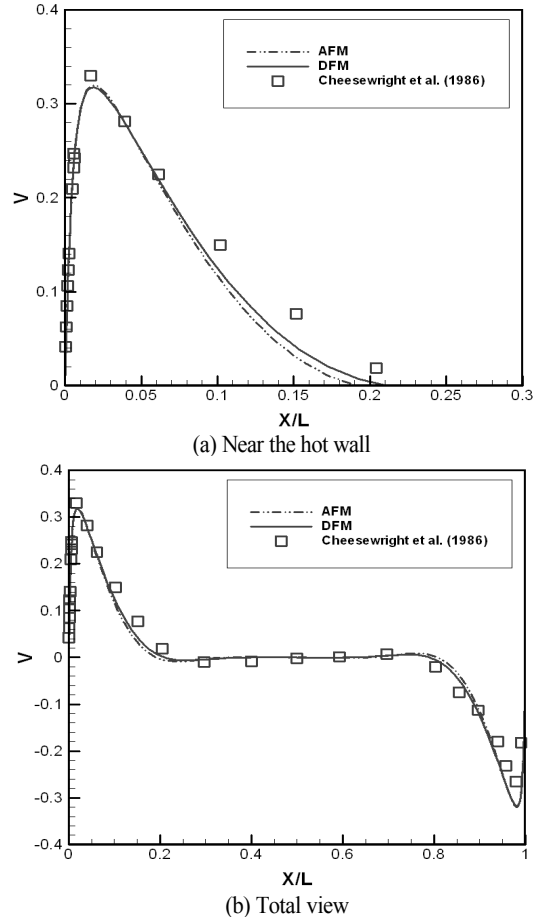 0.4
0.3
0.2
0.1
0
V
AFM
DFM
Cheesewright et al. (1986)
0 0.05 0.1 0.15 0.2 0.25 0.3
X/L
(a) Near the hot wall
0.4
0.3
0.2
0.1
0
-0.1
-0.2
-0.3
-0.4
V
AFM
DFM
Cheesewright et al. (1986)
0 0.2 0.4 0.6 0.8 1
X/L
(b) Total view